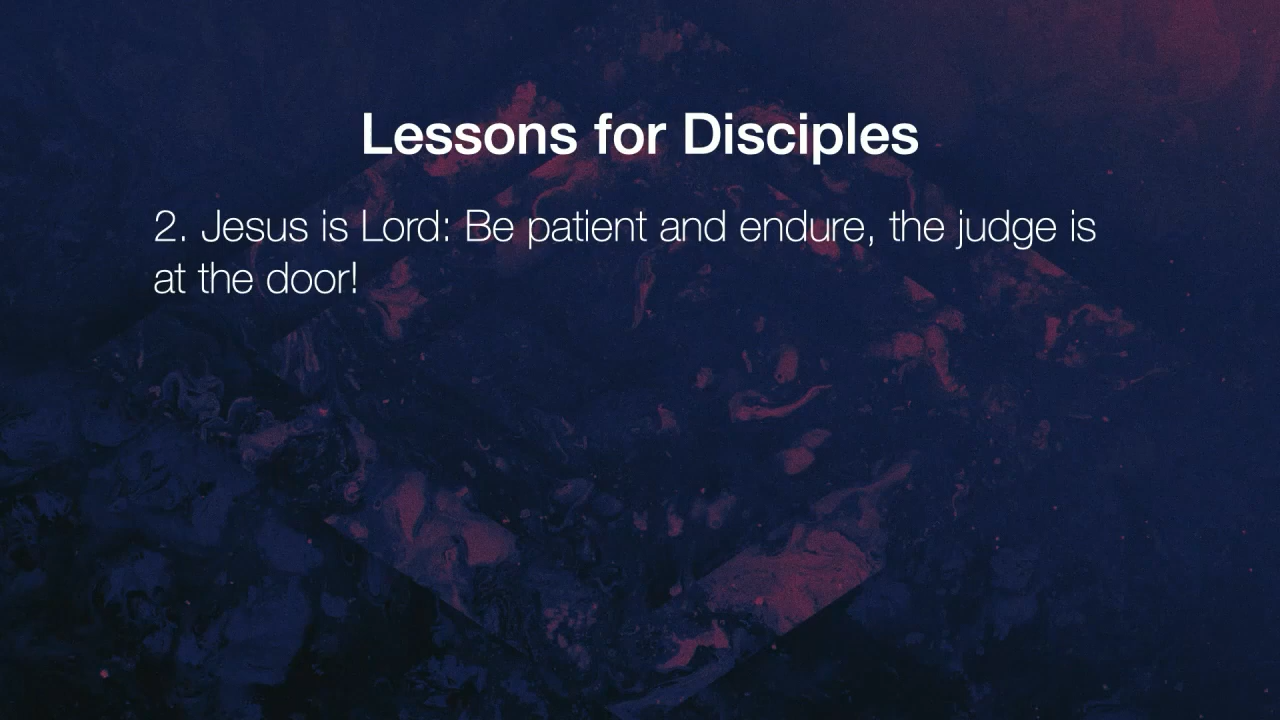 Lessons for Disciples
2. Jesus is Lord: Be patient and endure, the judge is
at the door!